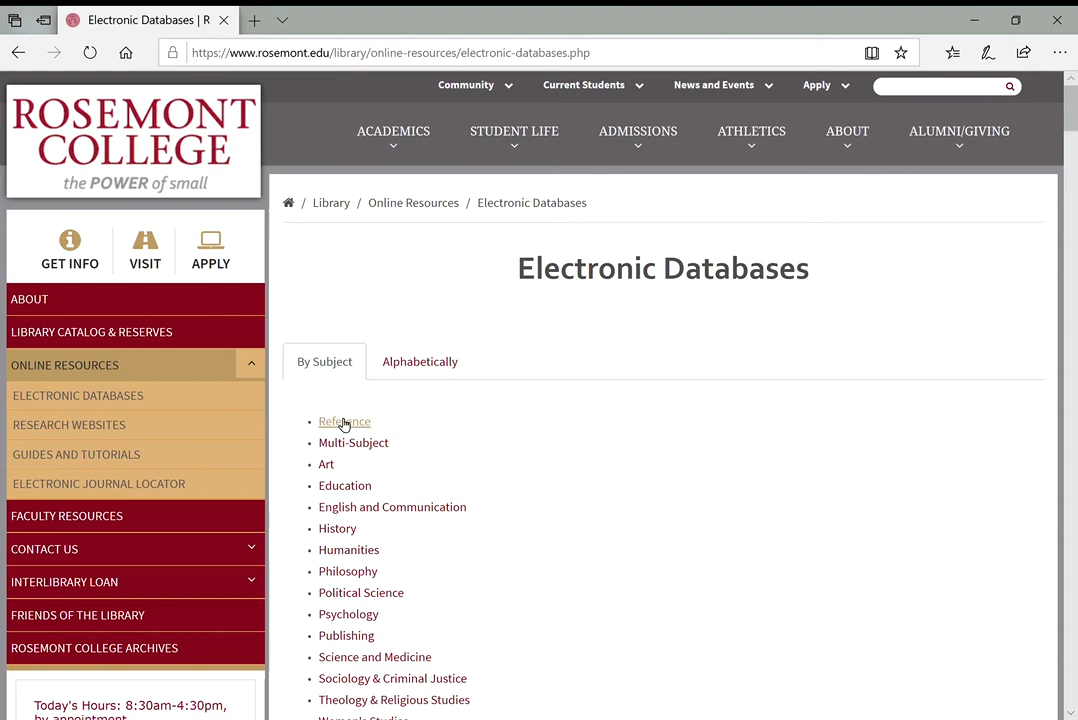 Electronic Databases | R
https://www.rosemont.edu/library/online-resources/electronic-databases.php
Community
Current Students
News and Events
Apply
ROSEMONT
COLLEGE
the POWER of small
ACADEMICS
STUDENT LIFE
ADMISSIONS
ATHLETICS
ABOUT
ALUMNI/GIVING
/ Library / Online Resources / Electronic Databases
GET INFO
VISIT
APPLY
ABOUT
LIBRARY CATALOG & RESERVES
ONLINE RESOURCES
ELECTRONIC DATABASES
RESEARCH WEBSITES
GUIDES AND TUTORIALS
ELECTRONIC JOURNAL LOCATOR
FACULTY RESOURCES
CONTACT US
INTERLIBRARY LOAN
FRIENDS OF THE LIBRARY
ROSEMONT COLLEGE ARCHIVES
Today's Hours: 8:30am-4:30pm,
by appointment
Electronic Databases
By Subject
Alphabetically
• Reference
• Multi-Subject
• Art
• Education
• English and Communication
• History
• Humanities
• Philosophy
• Political Science
• Psychology
• Publishing
• Science and Medicine
• Sociology & Criminal Justice
• Theology & Religious Studies
• Women's Studies